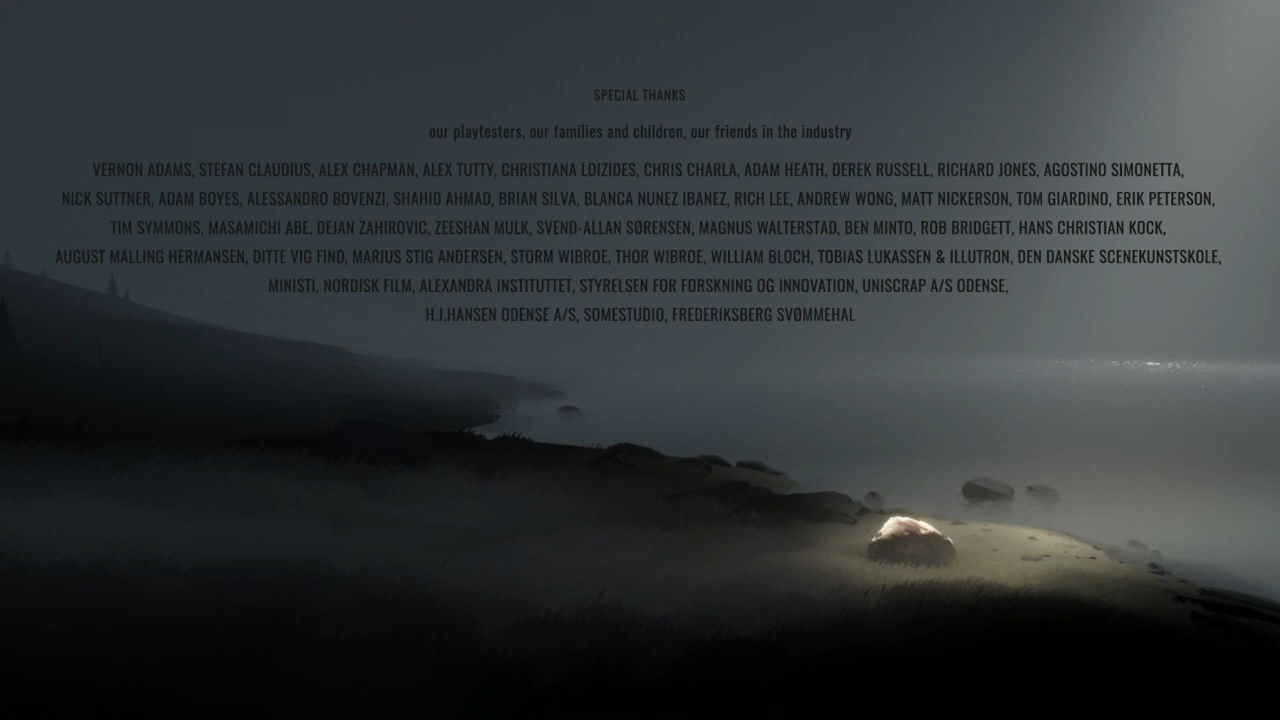 SPECIAL THANKS
our playtesters, our families and children, our friends in the industry
VERNON ADAMS, STEFAN CLAUDIUS, ALEX CHAPMAN, ALEX TUTTY, CHRISTIANA LOIZIDES, CHRIS CHARLA, ADAM HEATH, DEREK RUSSELL, RICHARD JONES, AGOSTINO SIMONETTA,
NICK SUTTNER, ADAM BOYES, ALESSANDRO BOVENZI, SHAHID AHMAD, BRIAN SILVA, BLANCA NUNEZ IBANEZ, RICH LEE, ANDREW WONG, MATT NICKERSON, TOM GIARDINO, ERIK PETERSON,
TIM SYMMONS, MASAMICHI ABE, DEJAN ZAHIROVIC, ZEESHAN MULK, SVEND-ALLAN SØRENSEN, MAGNUS WALTERSTAD, BEN MINTO, ROB BRIDGETT, HANS CHRISTIAN KOCK,
AUGUST MALLING HERMANSEN, DITTE VIG FIND, MARIUS STIG ANDERSEN, STORM WIBROE, THOR WIBROE, WILLIAM BLOCH, TOBIAS LUKASSEN & ILLUTRON, DEN DANSKE SCENEKUNSTSKOLE,
MINISTI, NORDISK FILM, ALEXANDRA INSTITUTTET, STYRELSEN FOR FORSKNING OG INNOVATION, UNISCRAP A/S ODENSE,
H.J.HANSEN ODENSE A/S, SOMESTUDIO, FREDERIKSBERG SVØMMEHAL